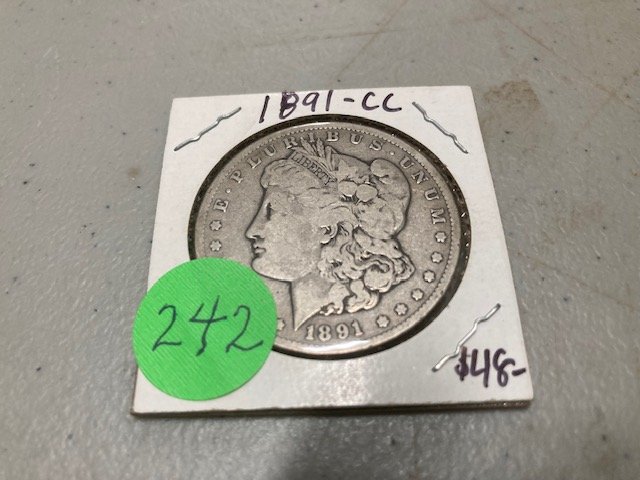 1891-CC
E · PLURIBUS · UNUM
LIBERTY
1891
242
$48-